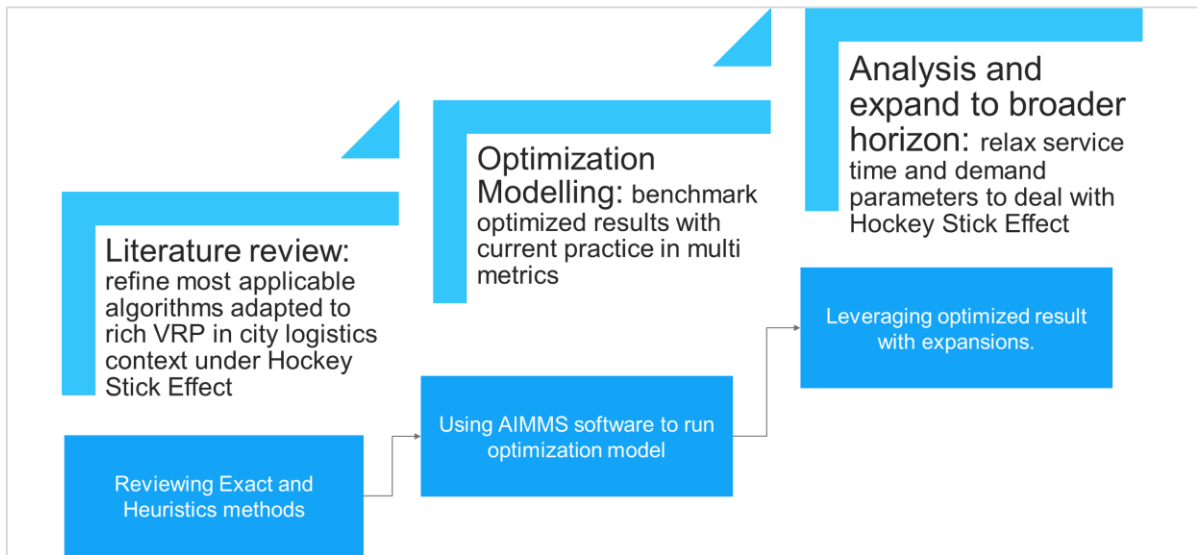 Literature review:
refine most applicable
algorithms adapted to
rich VRP in city logistics
context under Hockey
Stick Effect
Reviewing Exact and
Heuristics methods
Optimization
Modelling: benchmark
optimized results with
current practice in multi
metrics
Using AIMMS software to run
optimization model
Analysis and
expand to broader
horizon: relax service
time and demand
parameters to deal with
Hockey Stick Effect
Leveraging optimized result
with expansions.